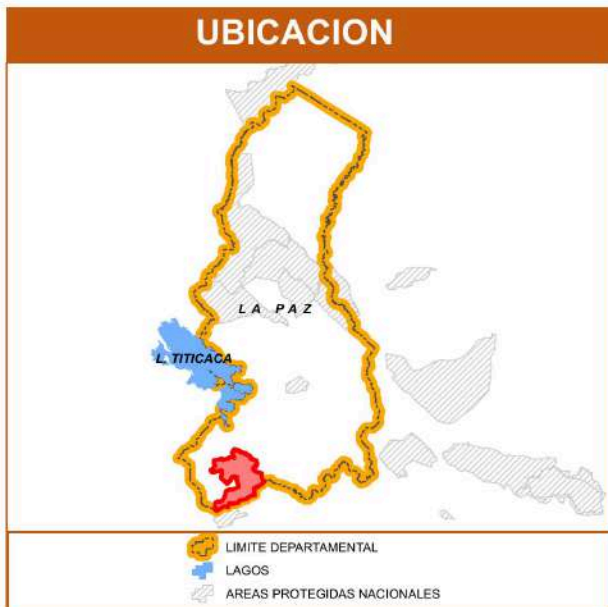 UBICACION
LA PAZ
L. TITICACA
LIMITE DEPARTAMENTAL
LAGOS
AREAS PROTEGIDAS NACIONALES